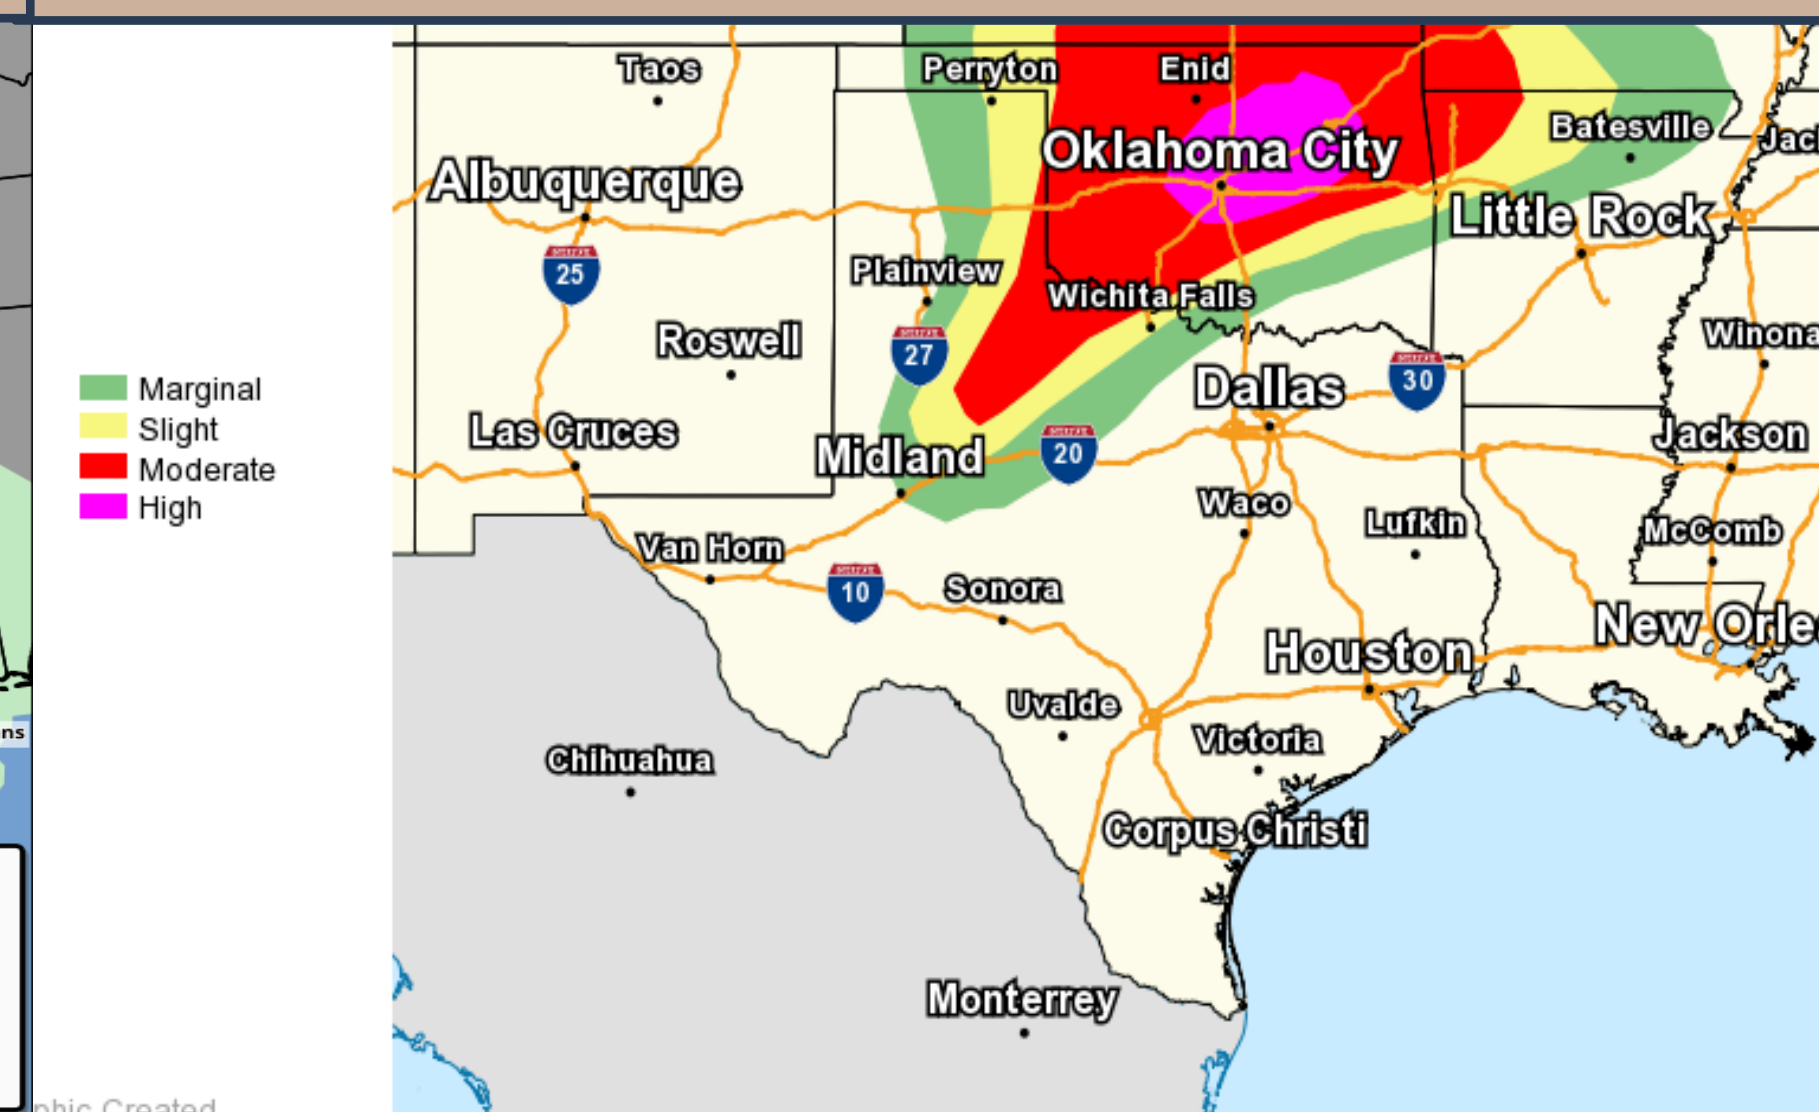 Taos
Perryton
Enid
Batesville
Oklahoma City
Albuquerque
Little Rock
25
Plainview
Wichita Falls
Roswell
27
Winona
Marginal
Slight
Moderate
High
Dallas
30
Las Cruces
Midland
20
Jackson
Waco
Lufkin
McComb
Van Horn
10
Sonora
New
Houston
Uvalde
Victoria
ns
Chihuahua
Corpus Christi
Monterrey
Created